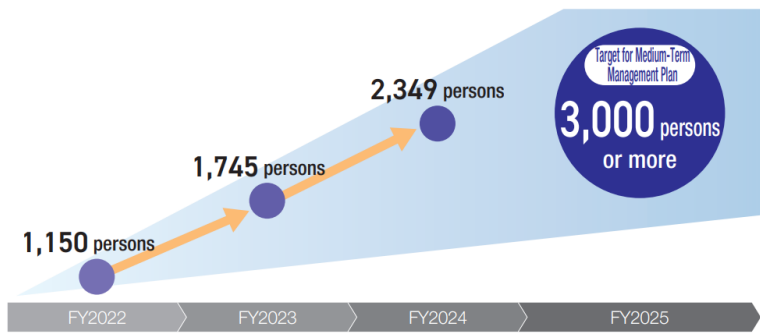 Target for Medium-Term
Management Plan
3,000 persons
or more
2,349 persons
1,745 persons
1,150 persons
FY2022
FY2023
FY2024
FY2025